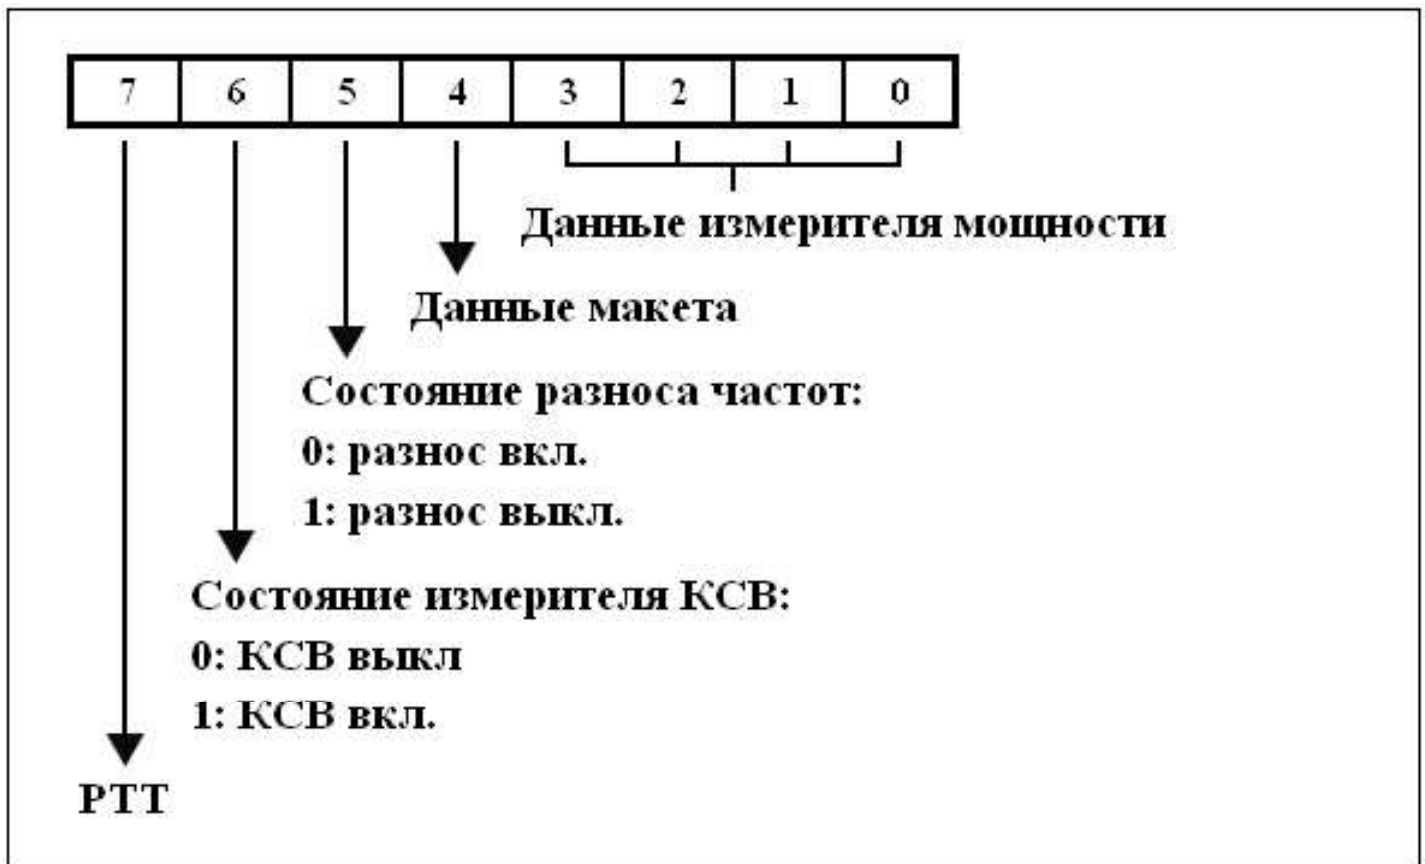 7 6 5 4 3 2 1 0
Данные измерителя мощности
Данные макета
Состояние разноса частот:
0: разнос вкл.
1: разнос выкл.
Состояние измерителя КСВ:
0: КСВ выкл
1: КСВ вкл.
PTT